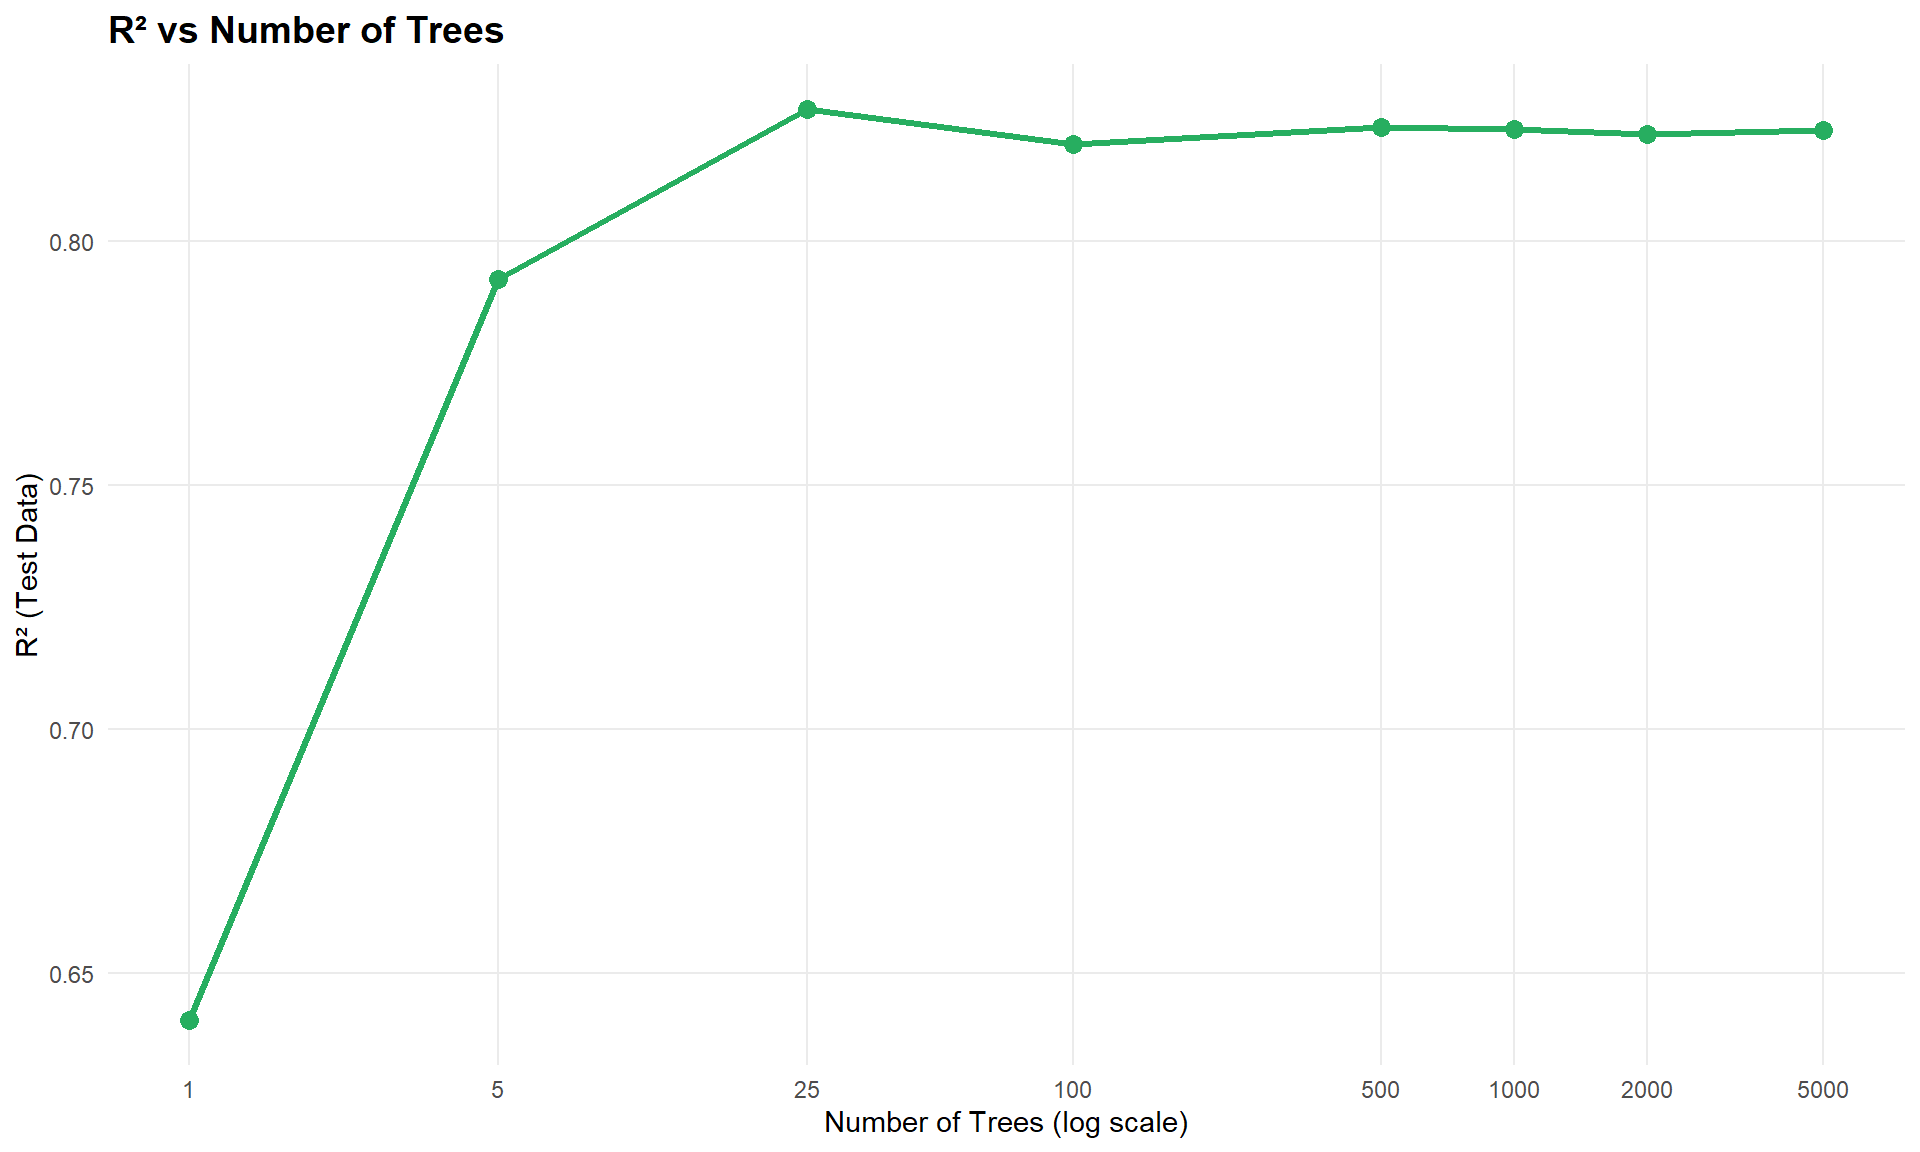 R² vs Number of Trees
R² (Test Data)
0.80
0.75
0.70
0.65
1 5 25 100 500 1000 2000 5000
Number of Trees (log scale)